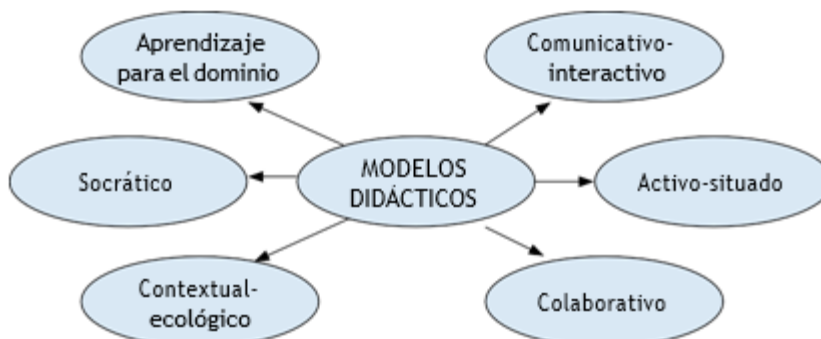 Aprendizaje
para el dominio
Comunicativo-
interactivo
Socrático
MODELOS
DIDÁCTICOS
Activo-situado
Contextual-
ecológico
Colaborativo